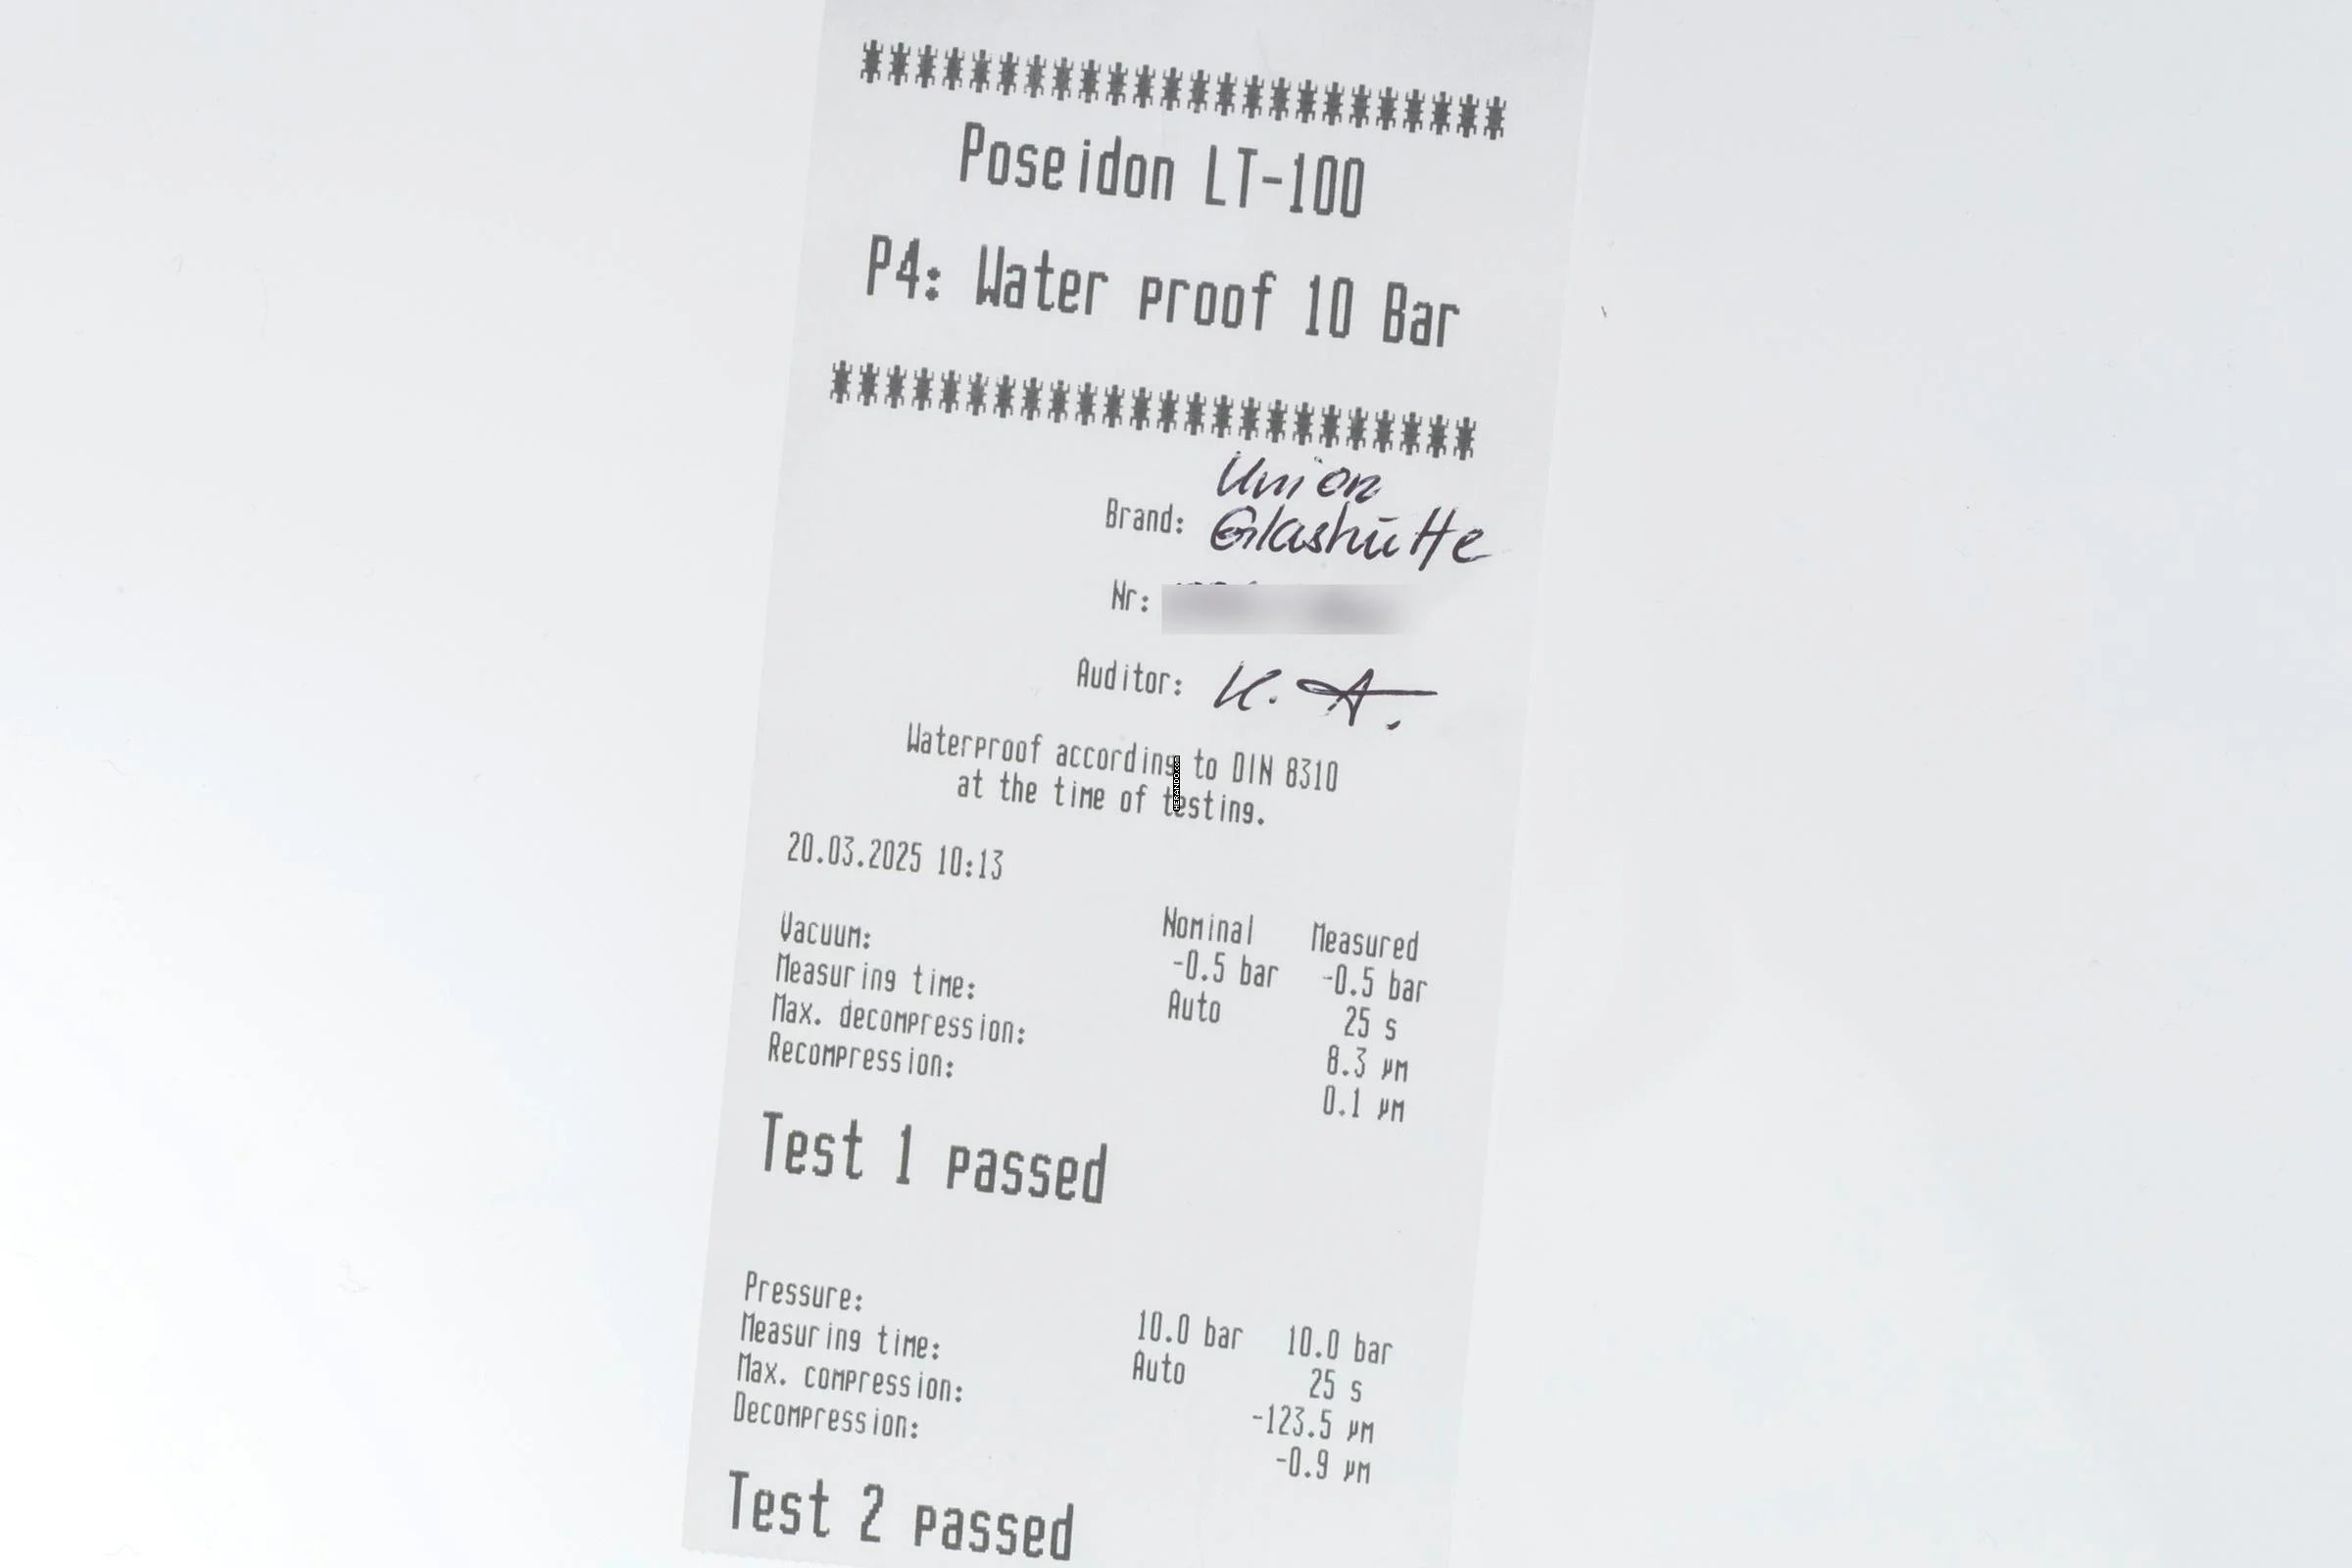 ************************
Poseidon LT-100
P4: Water proof 10 Bar
************************
Union
Brand: Glashütte
Nr:
Auditor: K. A.
Waterproof according to DIN 8310
at the time of testing.
HERANDO.com
20.03.2025 10:13
Nominal Measured
Vacuum: -0.5 bar -0.5 bar
Measuring time: Auto 25 s
Max. decompression: 8.3 µm
Recompression: 0.1 µm
Test 1 passed
Pressure: 10.0 bar 10.0 bar
Measuring time: Auto 25 s
Max. compression: -123.5 µm
Decompression: -0.9 µm
Test 2 passed